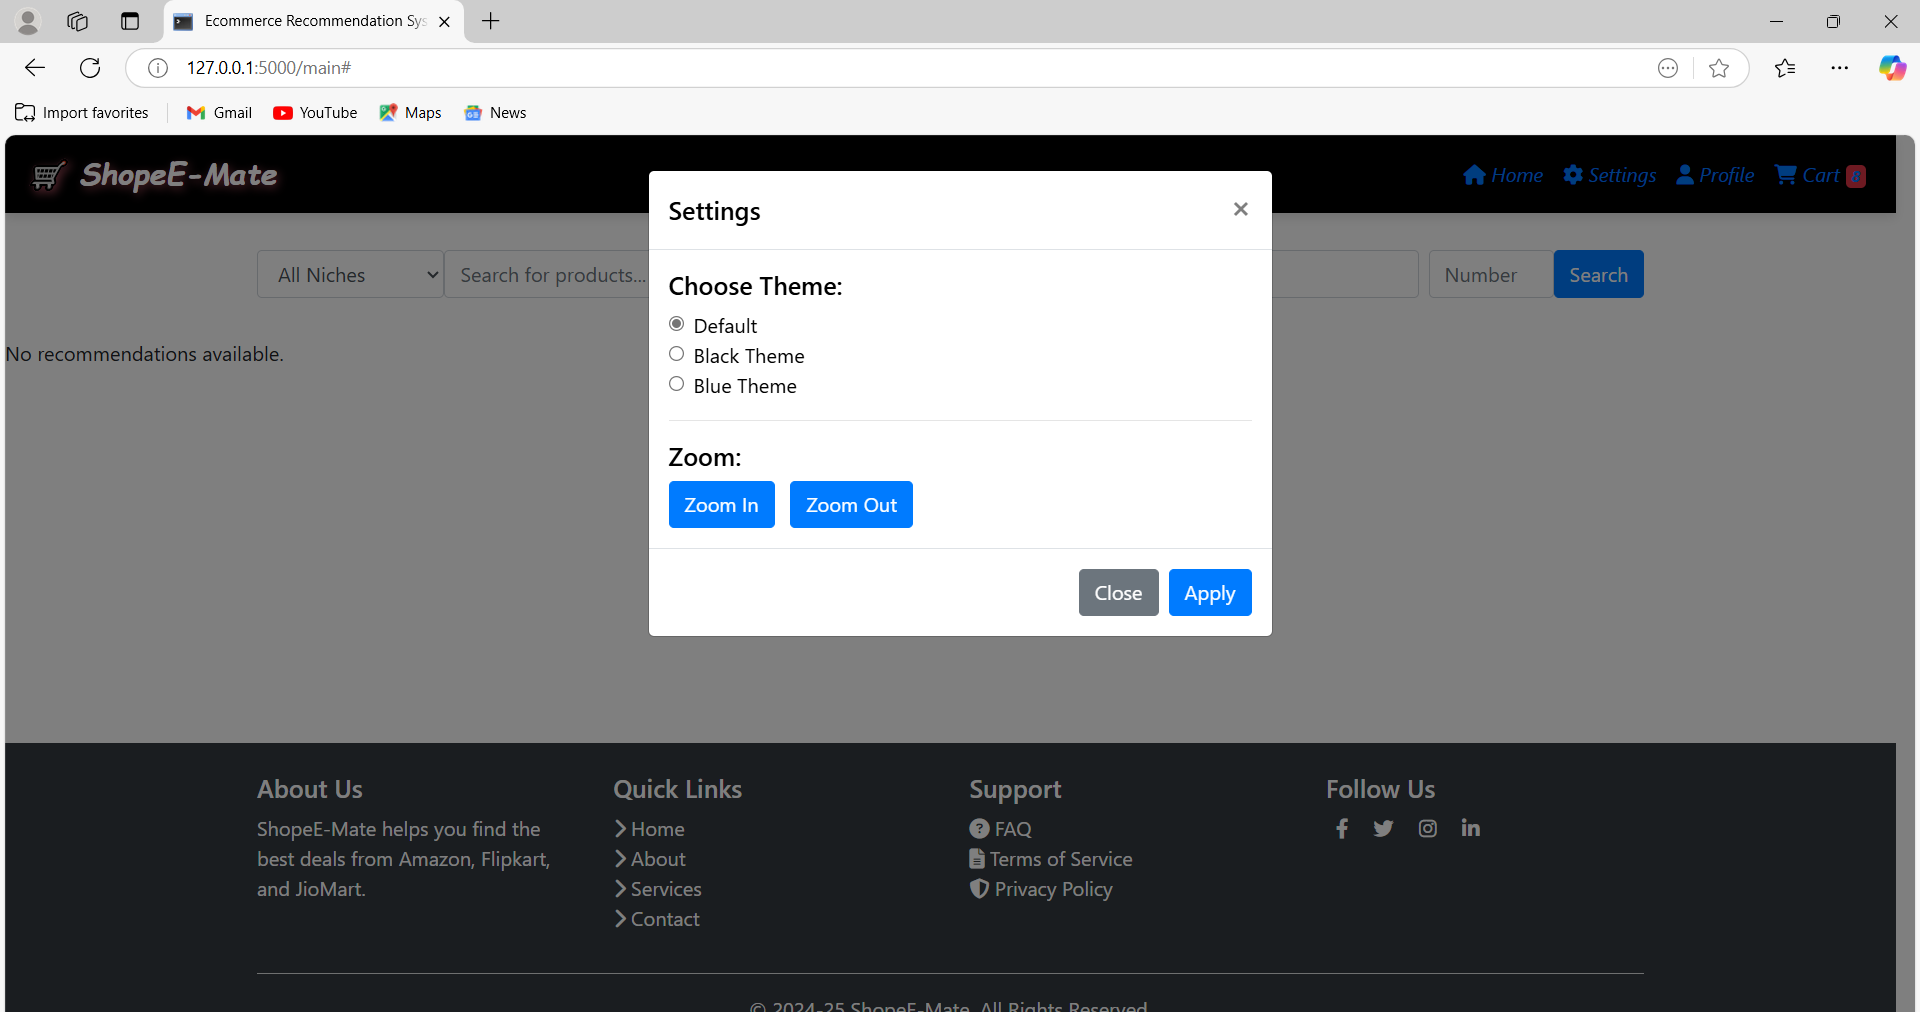 Ecommerce Recommendation Sys
127.0.0.1:5000/main#
Import favorites
Gmail
YouTube
Maps
News
ShopeE-Mate
Home
Settings
Profile
Cart 8
All Niches
Search for products...
Number
Search
No recommendations available.
Settings
×
Choose Theme:
Default
Black Theme
Blue Theme
Zoom:
Zoom In
Zoom Out
Close
Apply
About Us
ShopeE-Mate helps you find the
best deals from Amazon, Flipkart,
and JioMart.
Quick Links
Home
About
Services
Contact
Support
FAQ
Terms of Service
Privacy Policy
Follow Us
© 2024-25 ShopeE-Mate. All Rights Reserved.